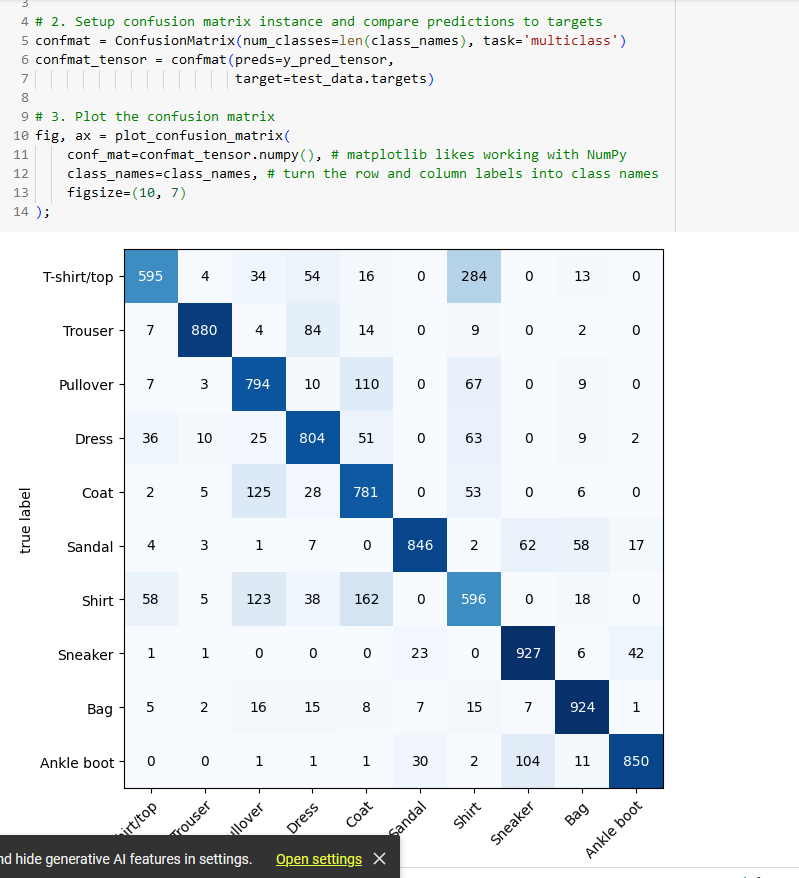 3
4 # 2. Setup confusion matrix instance and compare predictions to targets
5 confmat = ConfusionMatrix(num_classes=len(class_names), task='multiclass')
6 confmat_tensor = confmat(preds=y_pred_tensor,
7 target=test_data.targets)
8
9 # 3. Plot the confusion matrix
10 fig, ax = plot_confusion_matrix(
11 conf_mat=confmat_tensor.numpy(), # matplotlib likes working with NumPy
12 class_names=class_names, # turn the row and column labels into class names
13 figsize=(10, 7)
14 );
T-shirt/top 595 4 34 54 16 0 284 0 13 0
Trouser 7 880 4 84 14 0 9 0 2 0
Pullover 7 3 794 10 110 0 67 0 9 0
Dress 36 10 25 804 51 0 63 0 9 2
Coat 2 5 125 28 781 0 53 0 6 0
true label
Sandal 4 3 1 7 0 846 2 62 58 17
Shirt 58 5 123 38 162 0 596 0 18 0
Sneaker 1 1 0 0 0 23 0 927 6 42
Bag 5 2 16 15 8 7 15 7 924 1
Ankle boot 0 0 1 1 1 30 2 104 11 850
hirt/top Trouser ullover Dress Coat Sandal Shirt Sneaker Bag Ankle boot
nd hide generative AI features in settings. Open settings